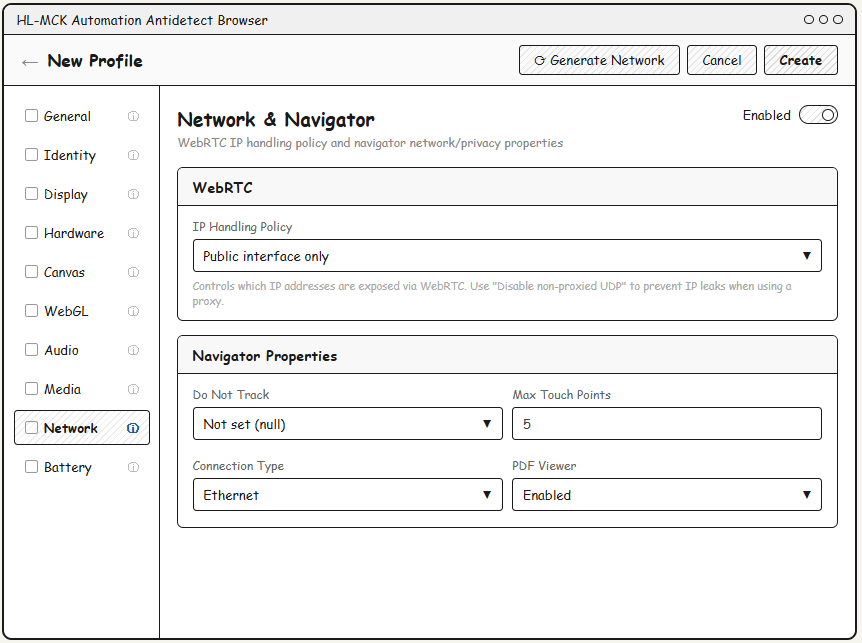 HL-MCK Automation Antidetect Browser
← New Profile
⟳ Generate Network
Cancel
Create
General
Identity
Display
Hardware
Canvas
WebGL
Audio
Media
Network
Battery
Network & Navigator
Enabled
WebRTC IP handling policy and navigator network/privacy properties
WebRTC
IP Handling Policy
Public interface only
Controls which IP addresses are exposed via WebRTC. Use "Disable non-proxied UDP" to prevent IP leaks when using a
proxy.
Navigator Properties
Do Not Track
Max Touch Points
Not set (null)
5
Connection Type
PDF Viewer
Ethernet
Enabled